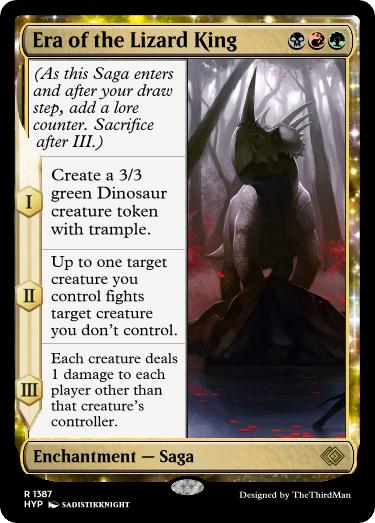 Era of the Lizard King
(As this Saga enters
and after your draw
step, add a lore
counter. Sacrifice
after III.)
I
Create a 3/3
green Dinosaur
creature token
with trample.
II
Up to one target
creature you
control fights
target creature
you don't control.
III
Each creature deals
1 damage to each
player other than
that creature's
controller.
Enchantment — Saga
R 1387
HYP SADISTIKKNIGHT
Designed by TheThirdMan